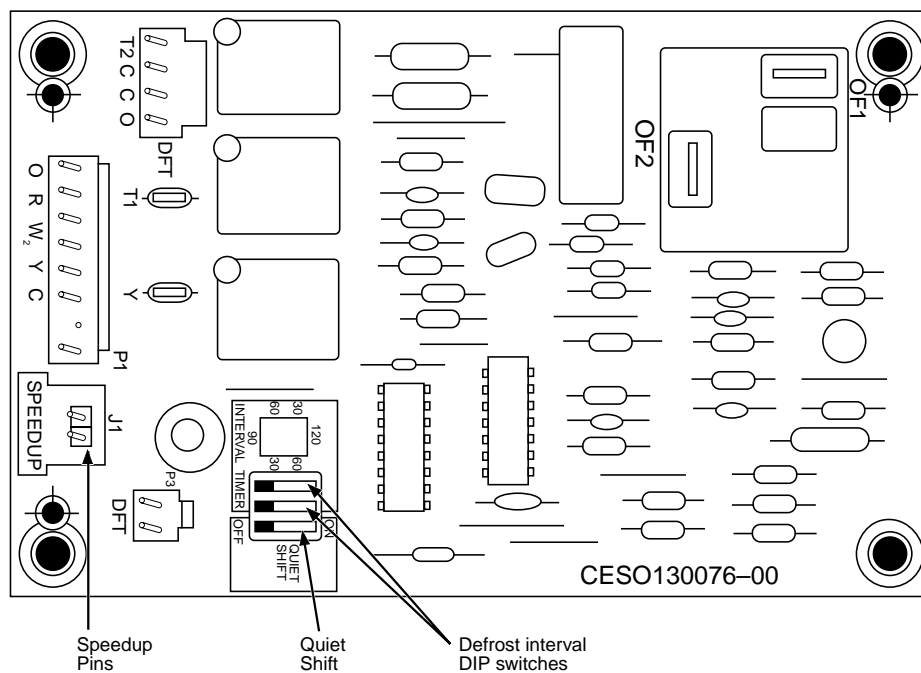 T2 C C O
DFT
O R W2 Y C
T1
Y
P1
OF1
OF2
SPEEDUP
J1
DFT
P3
INTERVAL TIMER
60 30
90 120
30 60
OFF
ON
QUIET
SHIFT
CESO130076–00
Speedup
Pins
Quiet
Shift
Defrost interval
DIP switches